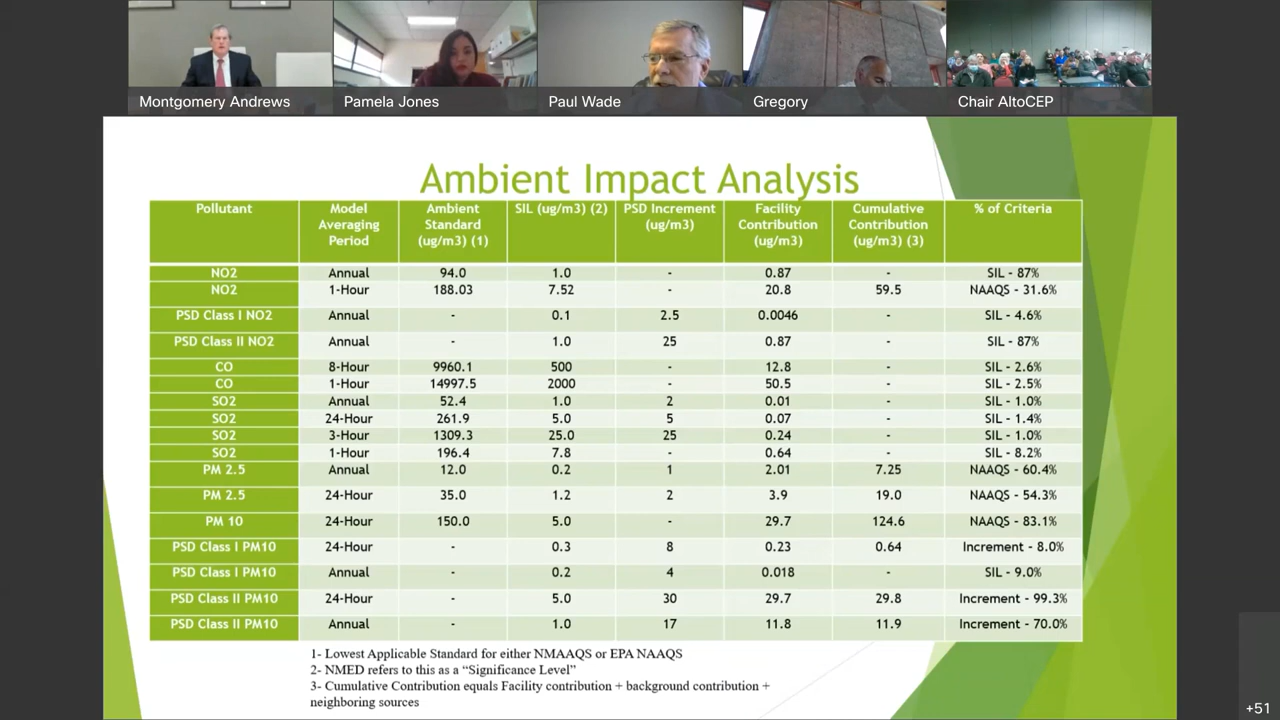 Montgomery Andrews
Pamela Jones
Paul Wade
Gregory
Chair AltoCEP
Ambient Impact Analysis
Pollutant Model Averaging Period Ambient Standard (ug/m3) (1) SIL (ug/m3) (2) PSD Increment (ug/m3) Facility Contribution (ug/m3) Cumulative Contribution (ug/m3) (3) % of Criteria
NO2 Annual 94.0 1.0 - 0.87 - SIL - 87%
NO2 1-Hour 188.03 7.52 - 20.8 59.5 NAAQS - 31.6%
PSD Class I NO2 Annual - 0.1 2.5 0.0046 - SIL - 4.6%
PSD Class II NO2 Annual - 1.0 25 0.87 - SIL - 87%
CO 8-Hour 9960.1 500 - 12.8 - SIL - 2.6%
CO 1-Hour 14997.5 2000 - 50.5 - SIL - 2.5%
SO2 Annual 52.4 1.0 2 0.01 - SIL - 1.0%
SO2 24-Hour 261.9 5.0 5 0.07 - SIL - 1.4%
SO2 3-Hour 1309.3 25.0 25 0.24 - SIL - 1.0%
SO2 1-Hour 196.4 7.8 - 0.64 - SIL - 8.2%
PM 2.5 Annual 12.0 0.2 1 2.01 7.25 NAAQS - 60.4%
PM 2.5 24-Hour 35.0 1.2 2 3.9 19.0 NAAQS - 54.3%
PM 10 24-Hour 150.0 5.0 - 29.7 124.6 NAAQS - 83.1%
PSD Class I PM10 24-Hour - 0.3 8 0.23 0.64 Increment - 8.0%
PSD Class I PM10 Annual - 0.2 4 0.018 - SIL - 9.0%
PSD Class II PM10 24-Hour - 5.0 30 29.7 29.8 Increment - 99.3%
PSD Class II PM10 Annual - 1.0 17 11.8 11.9 Increment - 70.0%
1- Lowest Applicable Standard for either NMAAQS or EPA NAAQS
2- NMED refers to this as a “Significance Level”
3- Cumulative Contribution equals Facility contribution + background contribution +
neighboring sources
+51